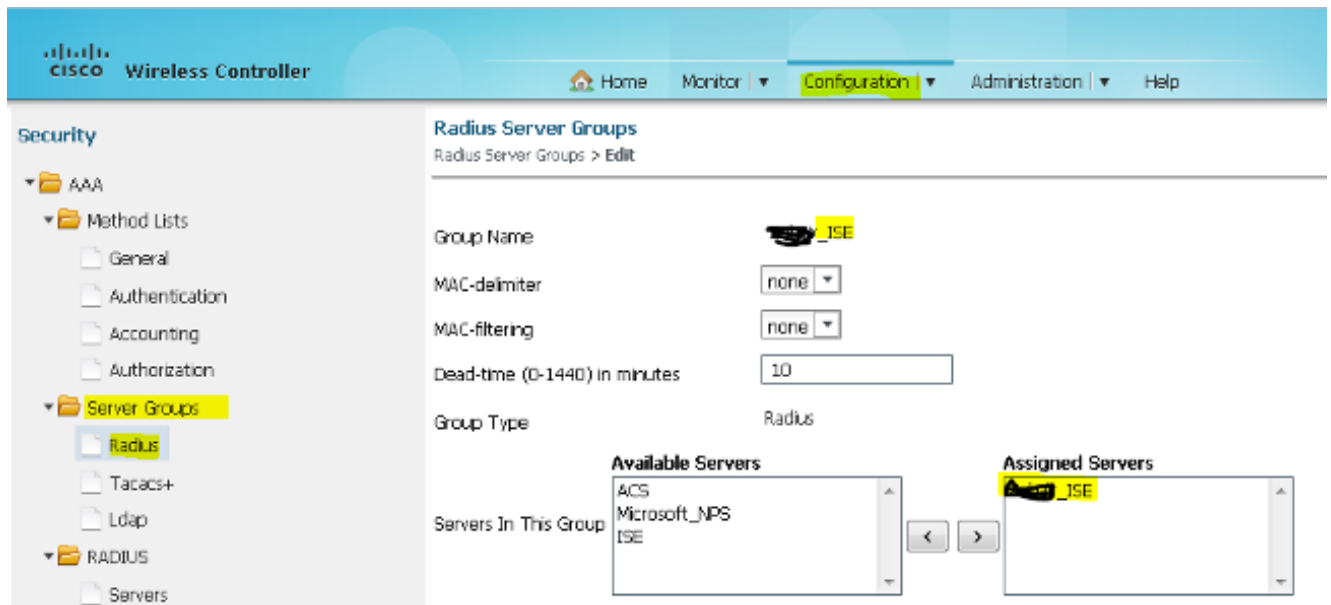 CISCO Wireless Controller
Home Monitor Configuration Administration Help
Security
AAA
Method Lists
General
Authentication
Accounting
Authorization
Server Groups
Radius
Tacacs+
Ldap
RADIUS
Servers
Radius Server Groups
Radius Server Groups > Edit
Group Name _ISE
MAC-delimiter none
MAC-filtering none
Dead-time (0-1440) in minutes 10
Group Type Radius
Available Servers Assigned Servers
Servers In This Group
ACS
Microsoft_NPS
ISE
< >
_ISE